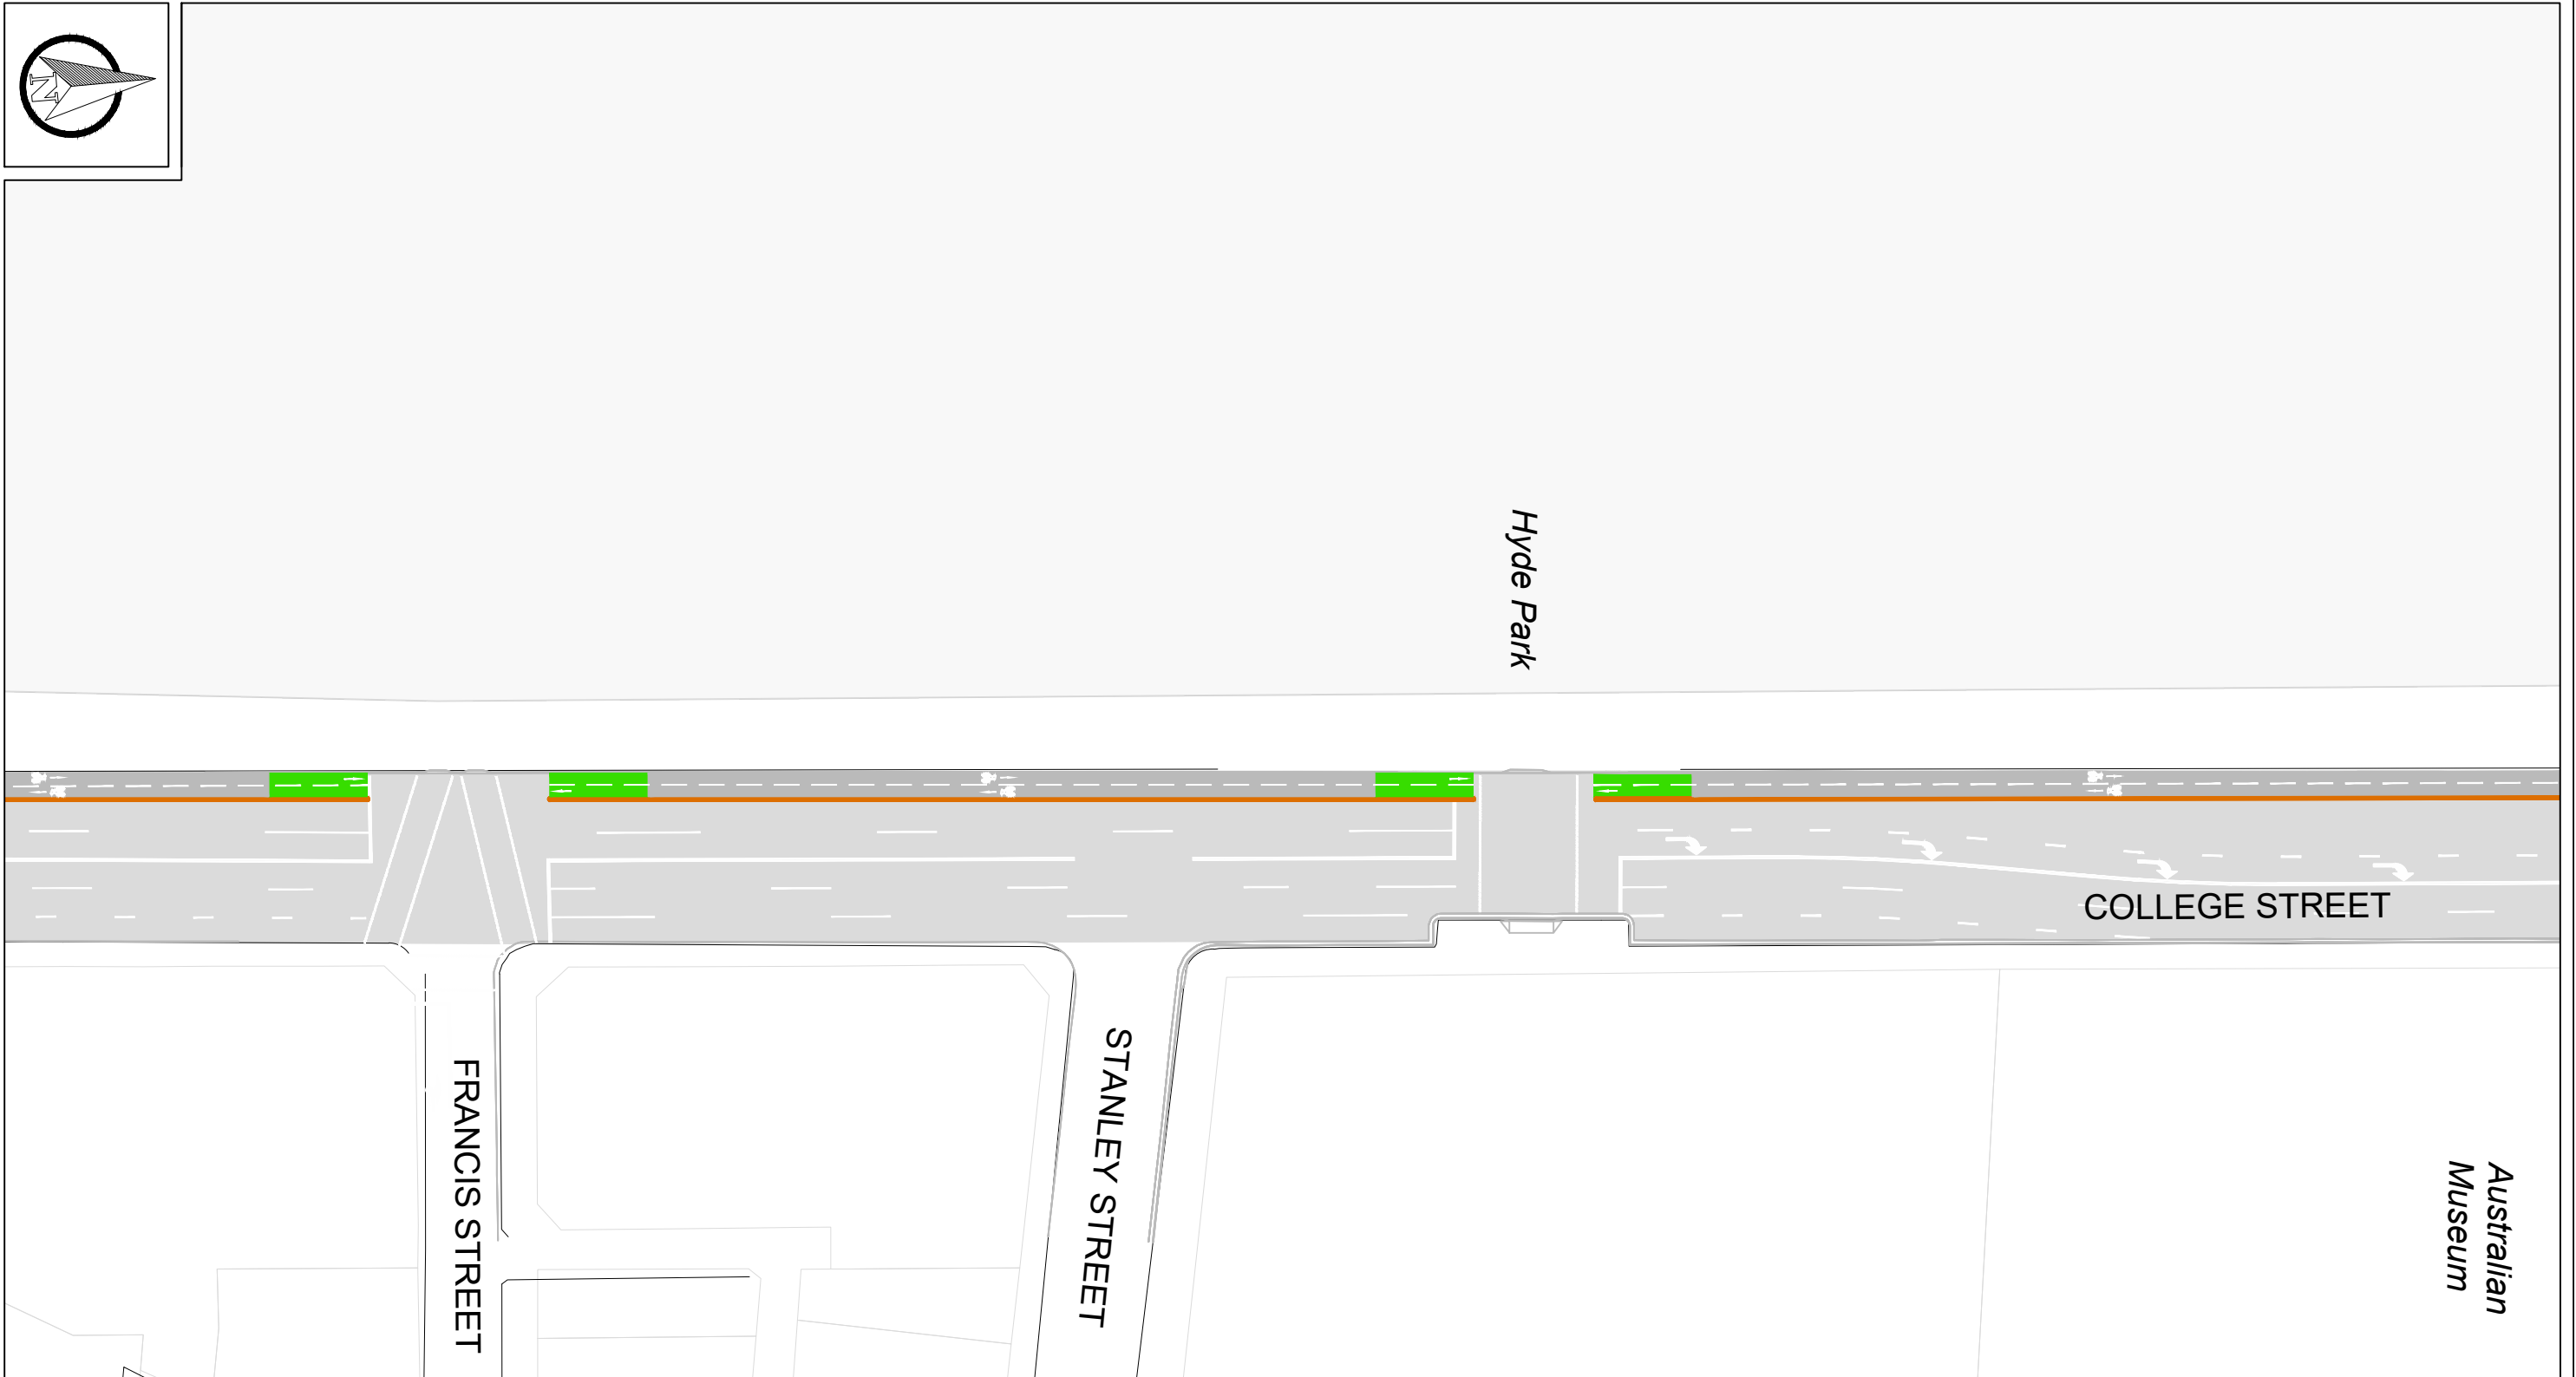 N
Hyde Park
COLLEGE STREET
FRANCIS STREET
STANLEY STREET
Australian
Museum